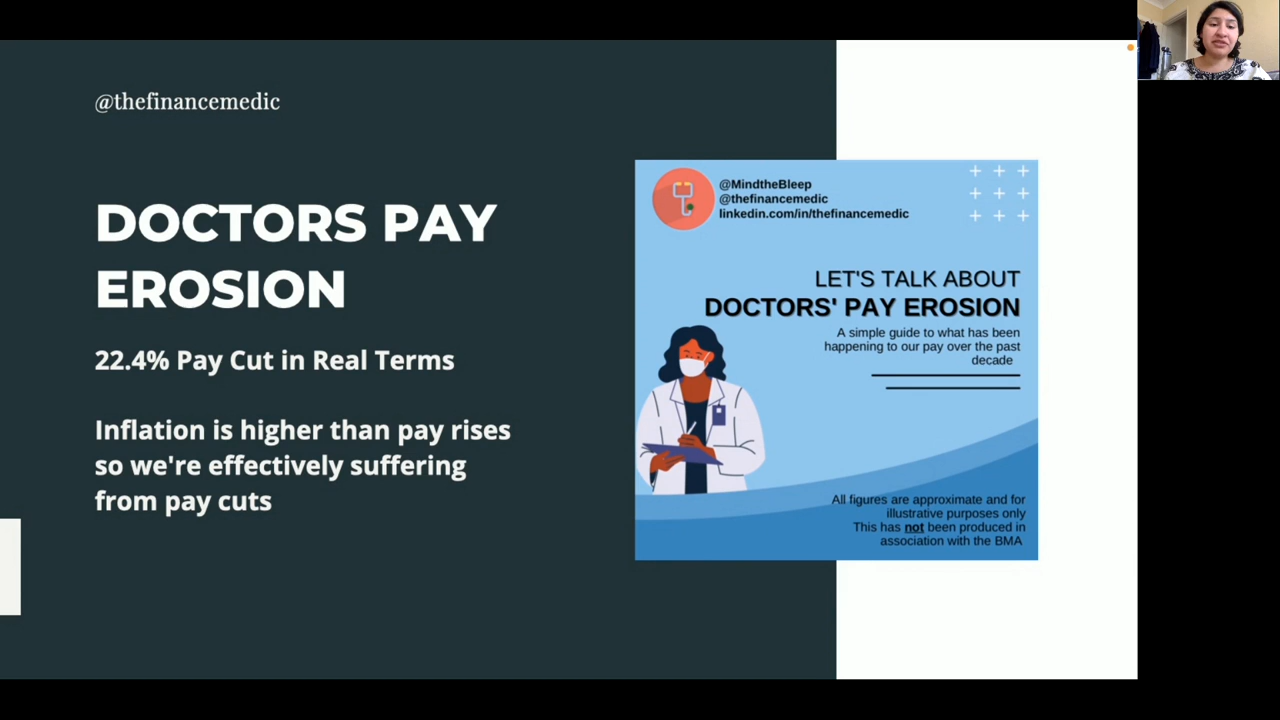 @thefinancemedic
DOCTORS PAY
EROSION
22.4% Pay Cut in Real Terms
Inflation is higher than pay rises
so we're effectively suffering
from pay cuts
@MindtheBleep
@thefinancemedic
linkedin.com/in/thefinancemedic
LET'S TALK ABOUT
DOCTORS' PAY EROSION
A simple guide to what has been
happening to our pay over the past
decade
All figures are approximate and for
illustrative purposes only
This has not been produced in
association with the BMA